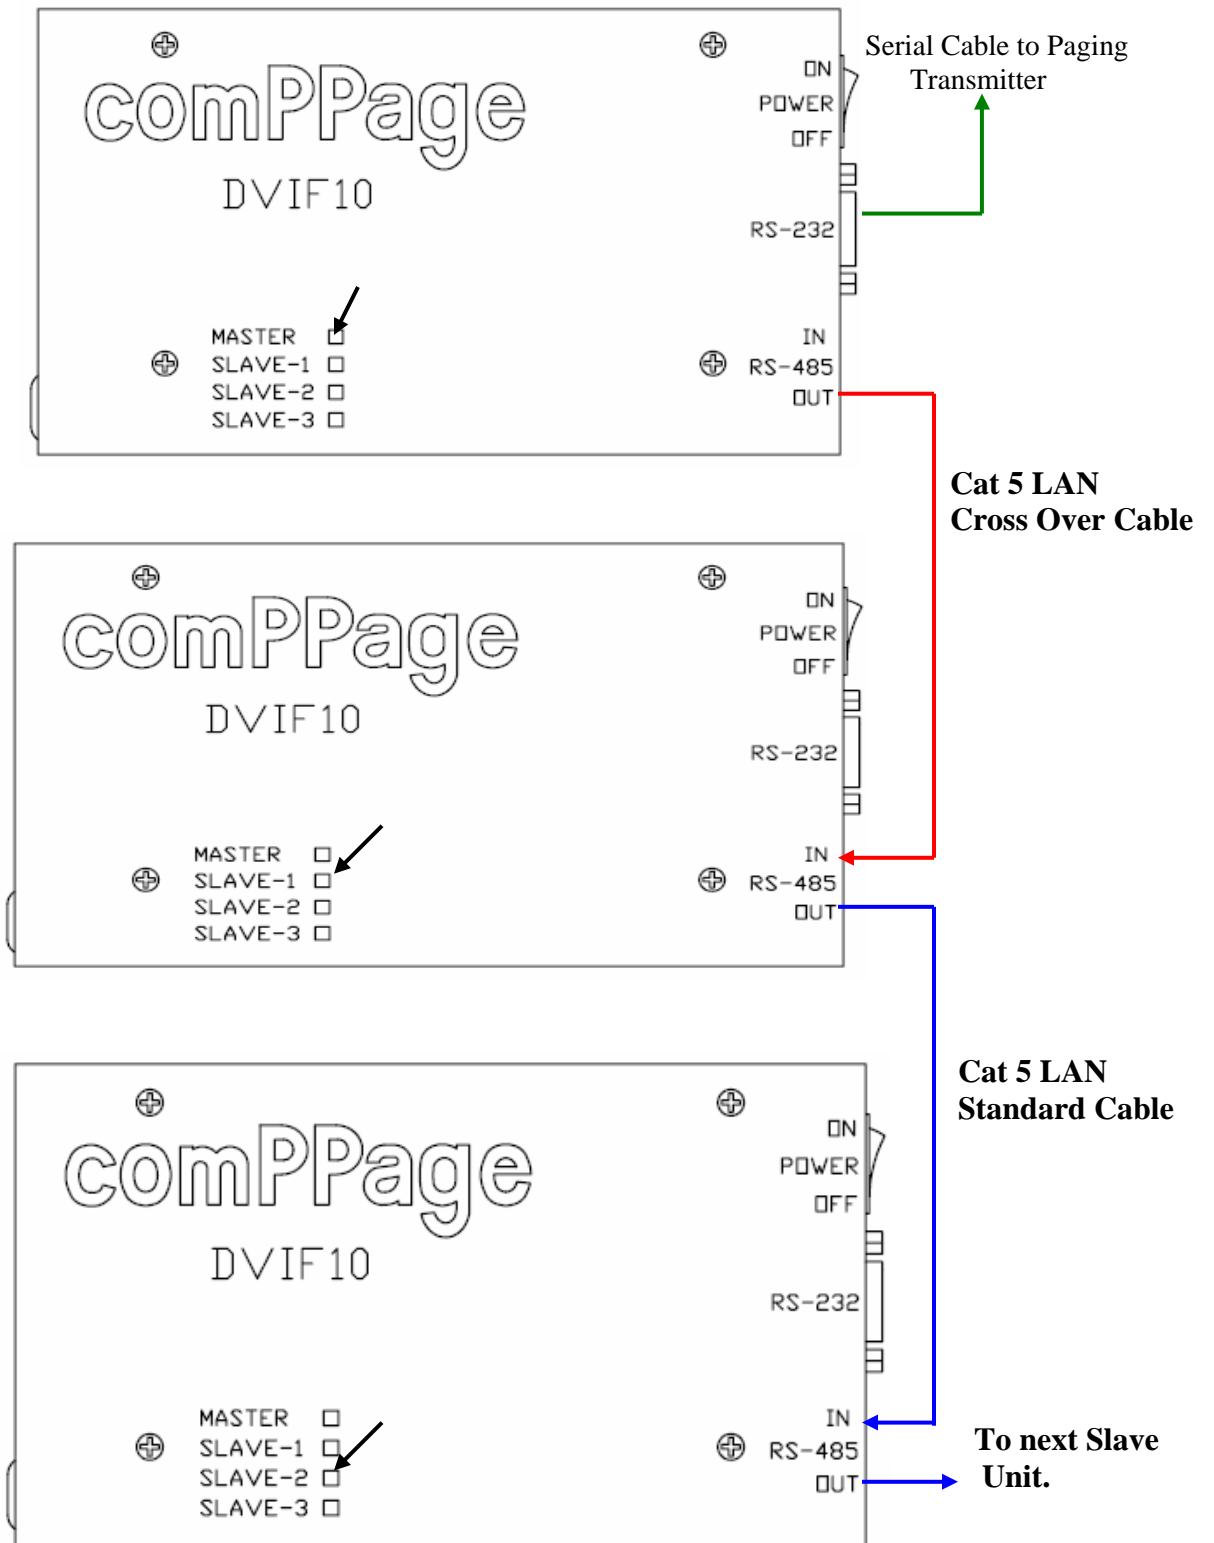 Serial Cable to Paging
Transmitter
comPPage
DVIF10
ON
POWER
OFF
RS-232
MASTER
SLAVE-1
SLAVE-2
SLAVE-3
IN
RS-485
OUT
Cat 5 LAN
Cross Over Cable
comPPage
DVIF10
ON
POWER
OFF
RS-232
MASTER
SLAVE-1
SLAVE-2
SLAVE-3
IN
RS-485
OUT
Cat 5 LAN
Standard Cable
comPPage
DVIF10
ON
POWER
OFF
RS-232
MASTER
SLAVE-1
SLAVE-2
SLAVE-3
IN
RS-485
OUT
To next Slave
Unit.